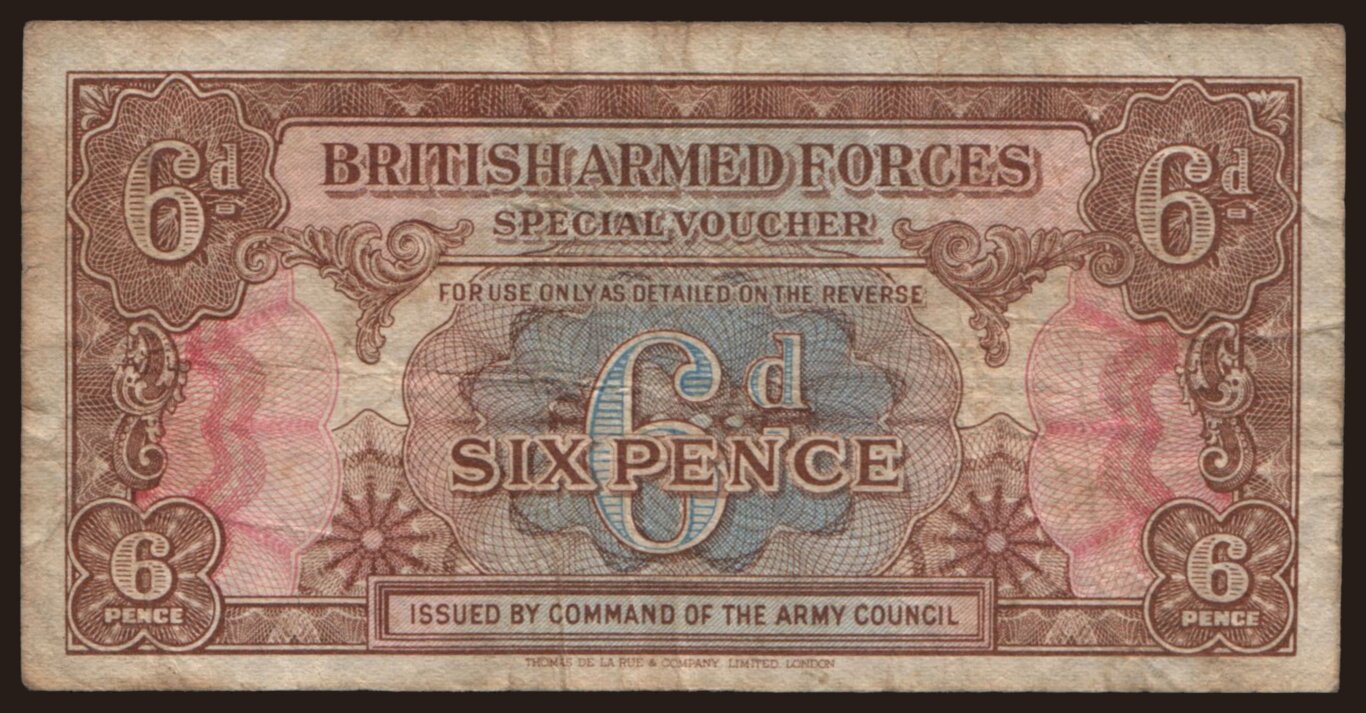 6d
6d
BRITISH ARMED FORCES
SPECIAL VOUCHER
FOR USE ONLY AS DETAILED ON THE REVERSE
6d
SIX PENCE
6
PENCE
6
PENCE
ISSUED BY COMMAND OF THE ARMY COUNCIL
THOMAS DE LA RUE & COMPANY, LIMITED, LONDON